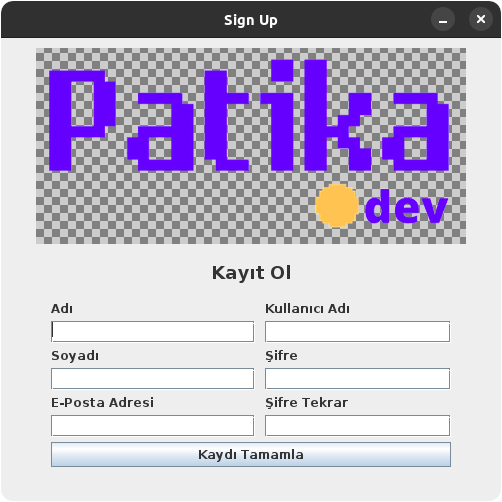 Sign Up
Patika
dev
Kayıt Ol
Adı
Kullanıcı Adı
Soyadı
Şifre
E-Posta Adresi
Şifre Tekrar
Kaydı Tamamla